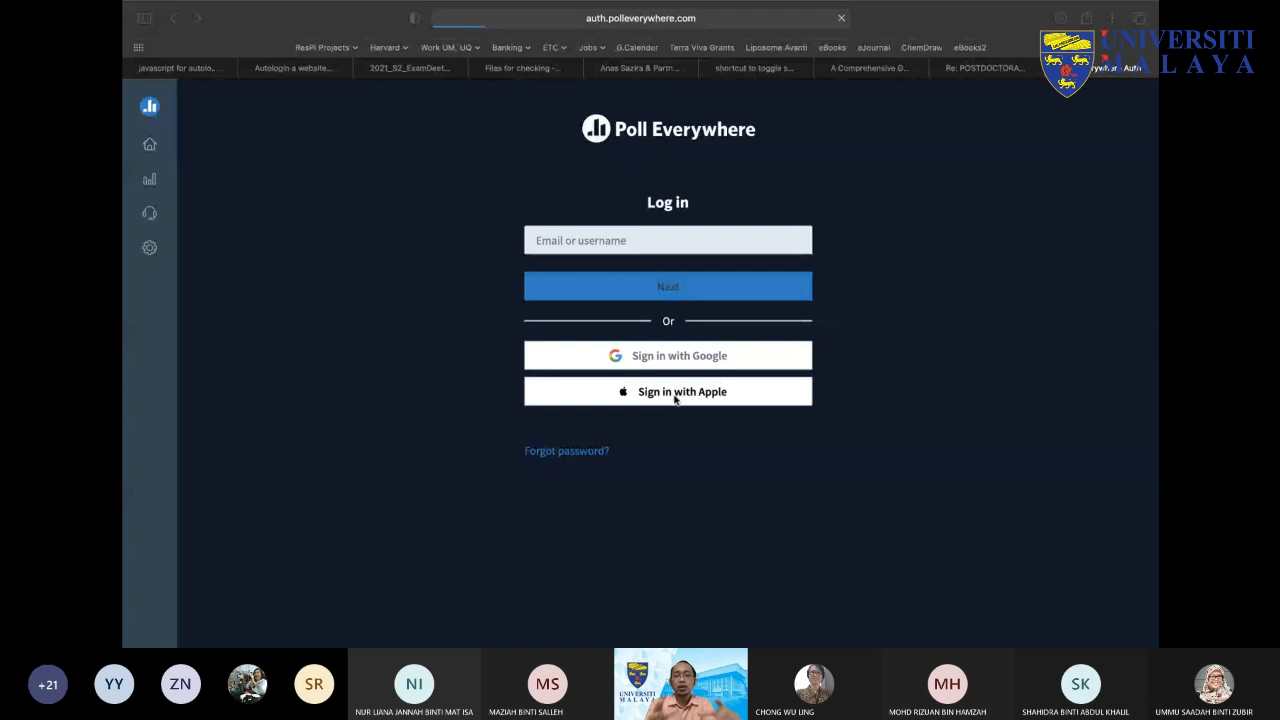 auth.polleverywhere.com
ResPI Projects Harvard Work UM, UQ Banking ETC Jobs G.Calender Terra Viva Grants Liposome Avanti eBooks eJournal ChemDraw eBooks2
javascript for autolo... Autologin a website... 2021_S2_ExamDeet... Files for checking -... Anas Sazira & Partn... shortcut to toggle s... A Comprehensive G... Re: POSTDOCTORA...
UNIVERSITI
MALAYA
Poll Everywhere
Log in
Email or username
Next
Or
Sign in with Google
Sign in with Apple
Forgot password?
+21 YY ZN SR NI MS MH SK
UNIVERSITI
MALAYA
NUR LIANA JANNAH BINTI MAT ISA MAZIAH BINTI SALLEH CHONG WU LING MOHD RIZUAN BIN HAMZAH SHAHIDRA BINTI ABDUL KHALIL UMMU SAADAH BINTI ZUBIR